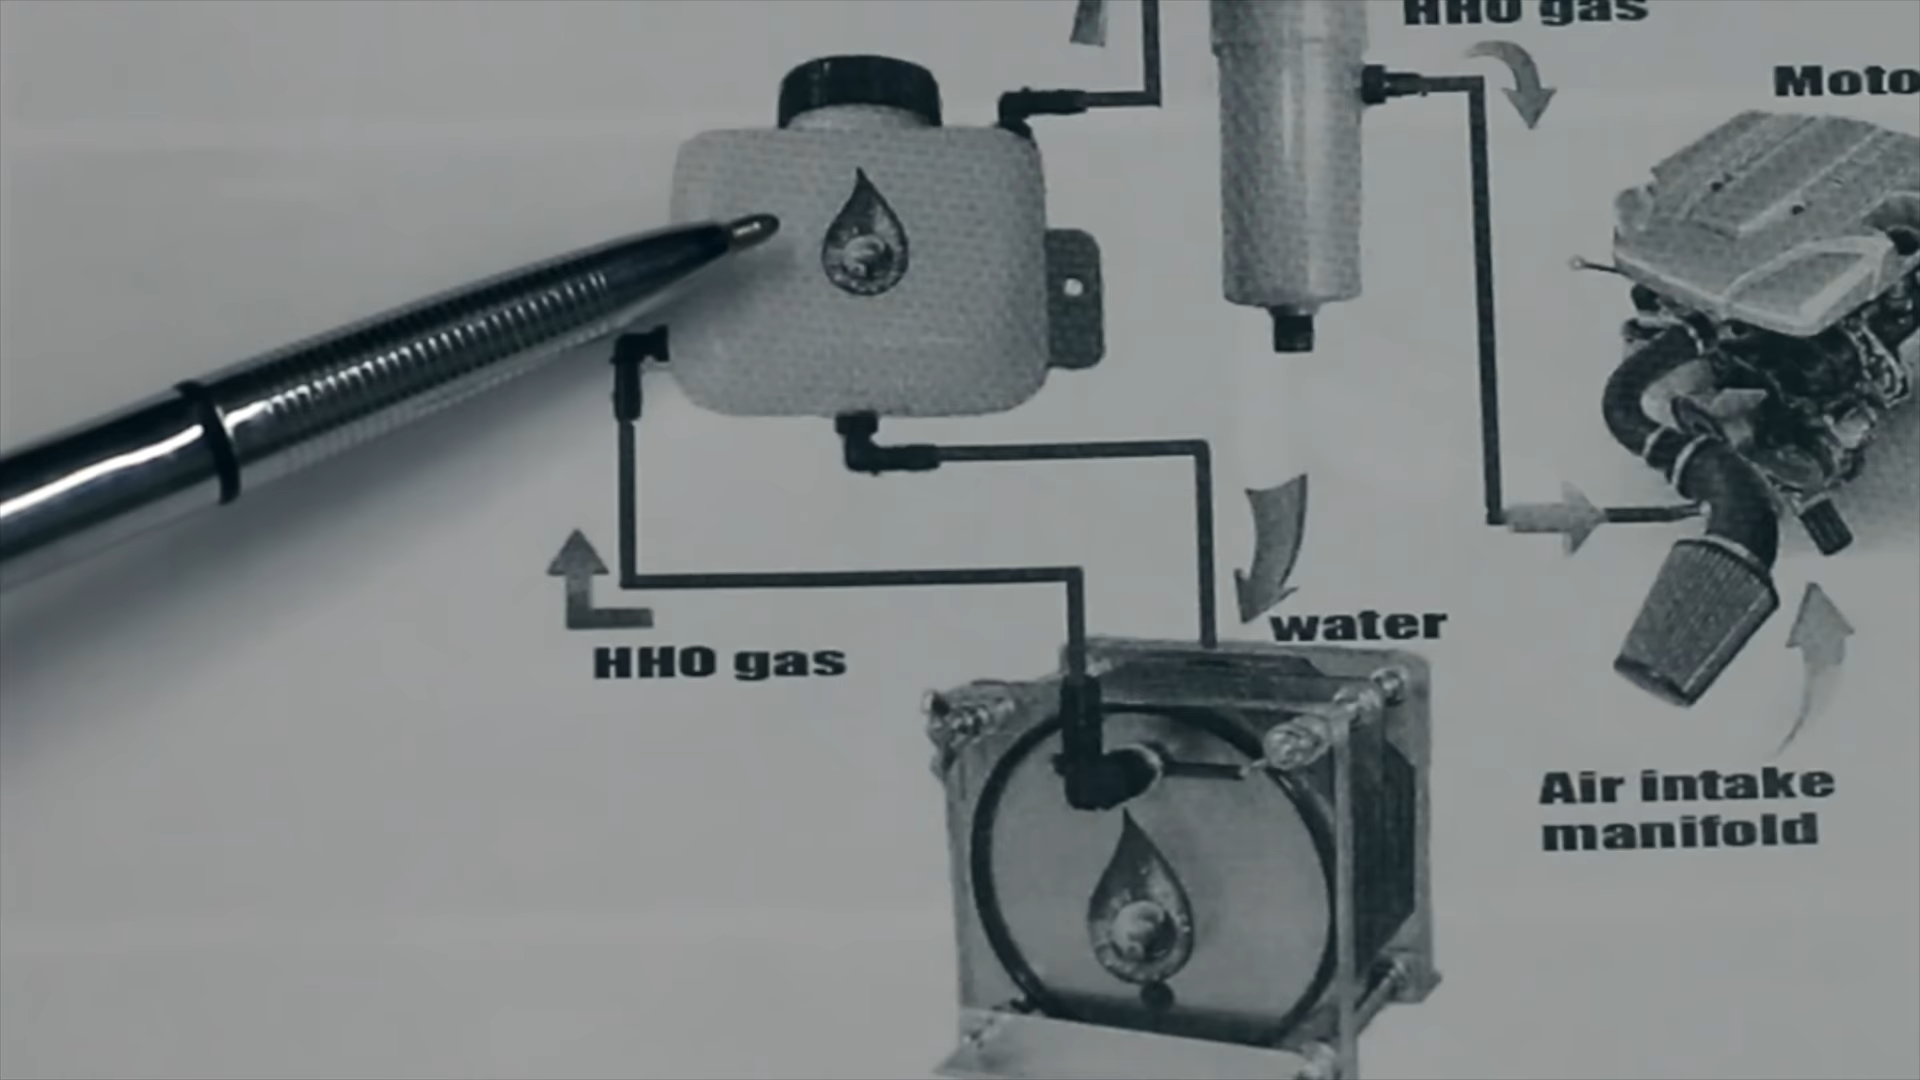 HHO gas
Moto
water
HHO gas
Air intake
manifold